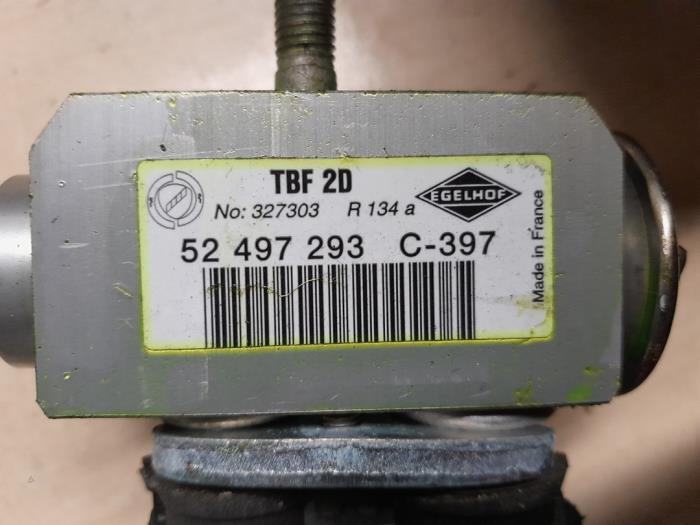 TBF 2D
EGELHOF
No: 327303 R 134 a
52 497 293 C-397
Made in France